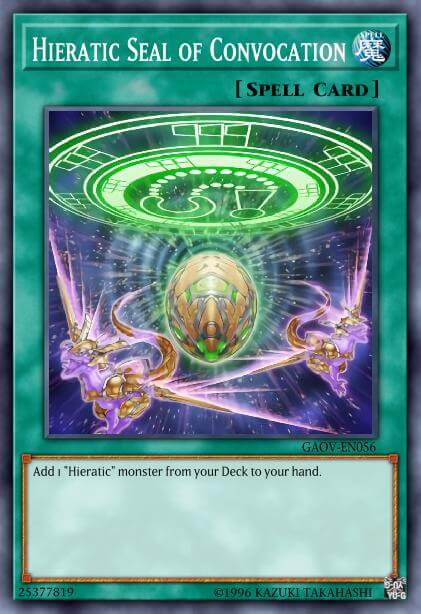 Hieratic Seal of Convocation
[Spell Card]
GAOV-EN056
Add 1 "Hieratic" monster from your Deck to your hand.
25377819
©1996 KAZUKI TAKAHASHI